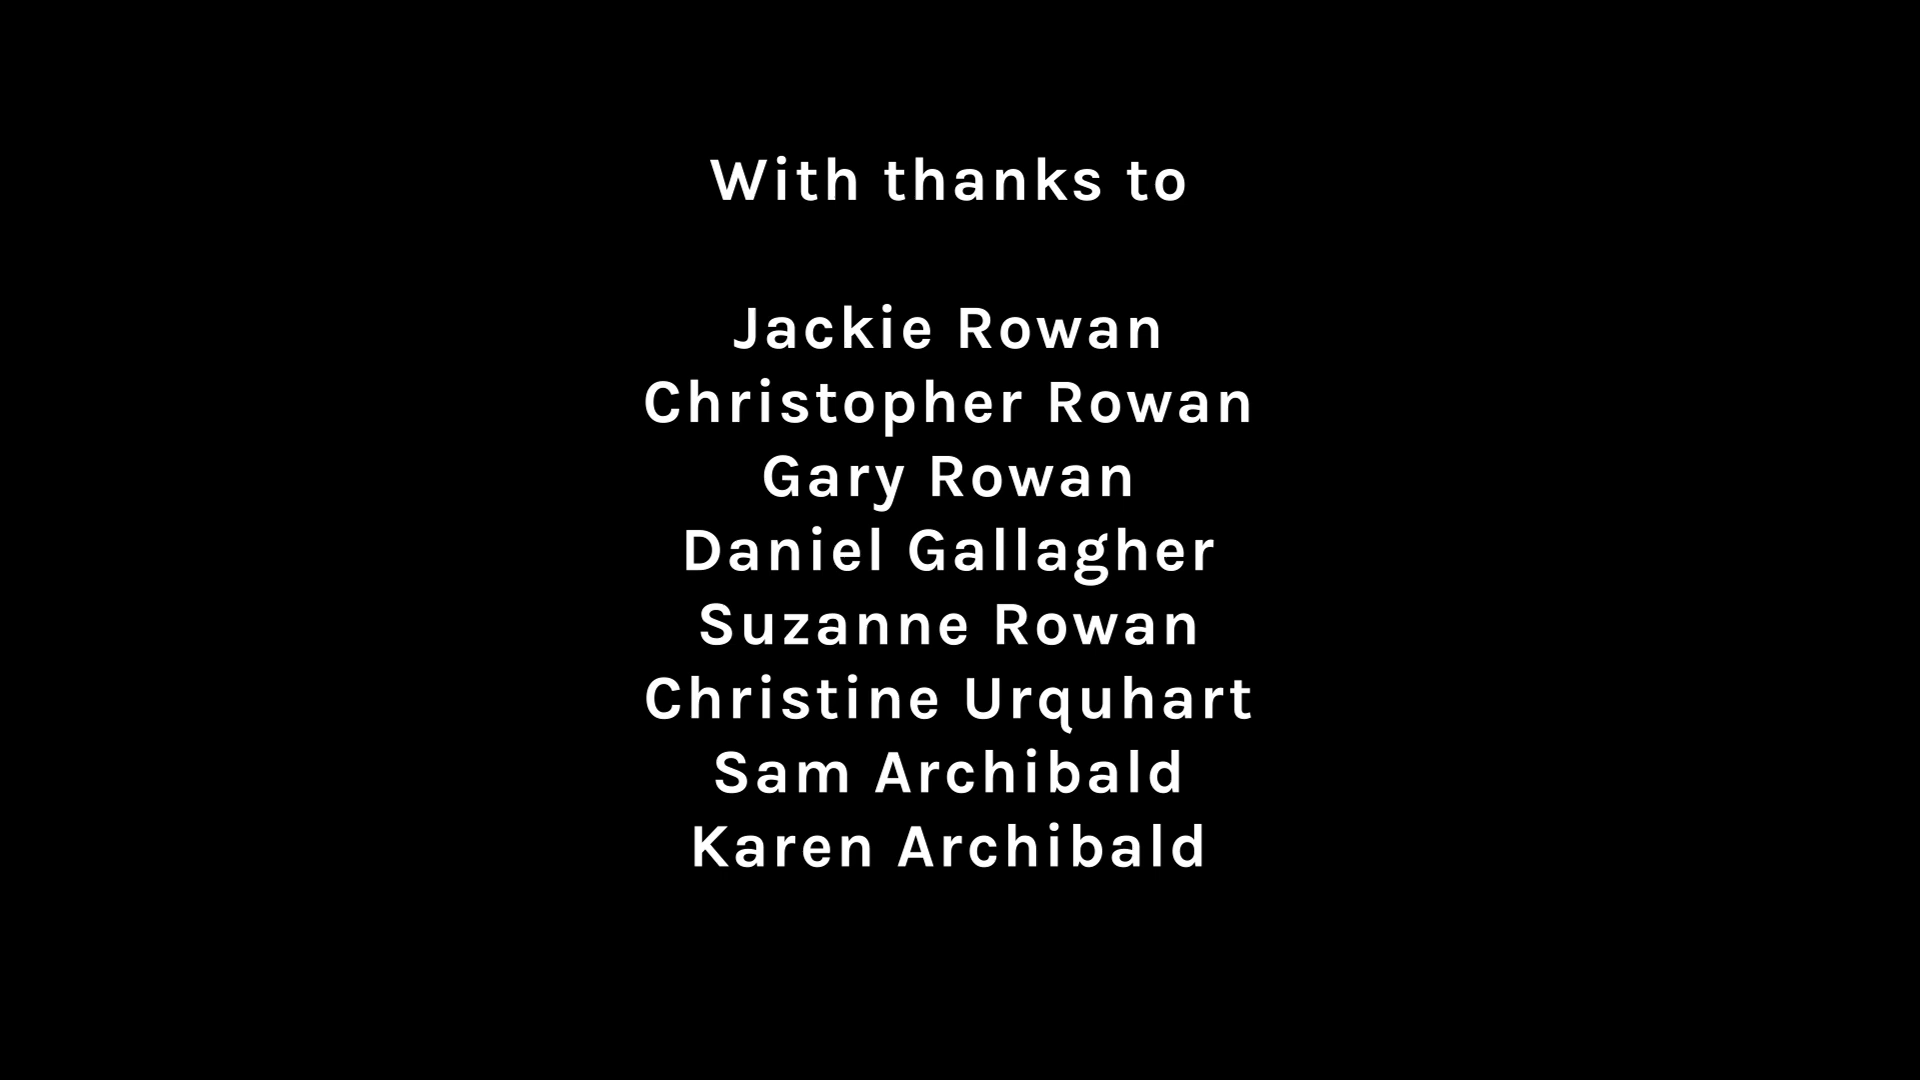 With thanks to
Jackie Rowan
Christopher Rowan
Gary Rowan
Daniel Gallagher
Suzanne Rowan
Christine Urquhart
Sam Archibald
Karen Archibald